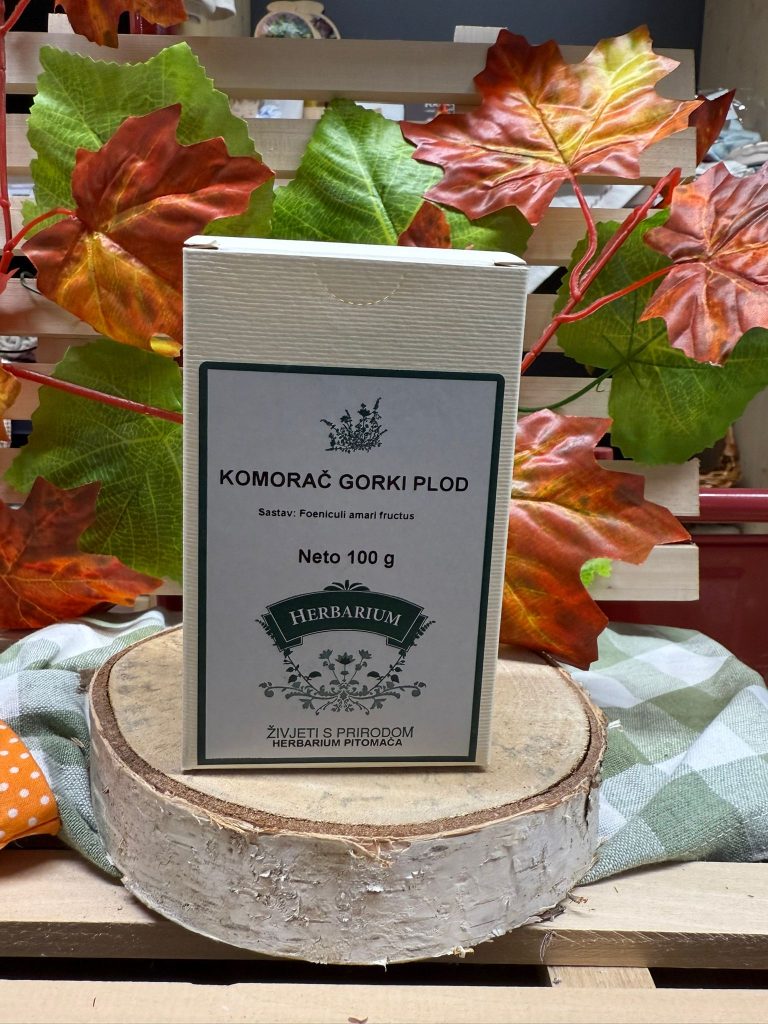 KOMORAČ GORKI PLOD
Sastav: Foeniculi amari fructus
Neto 100 g
HERBARIUM
ŽIVJETI S PRIRODOM
HERBARIUM PITOMAČA